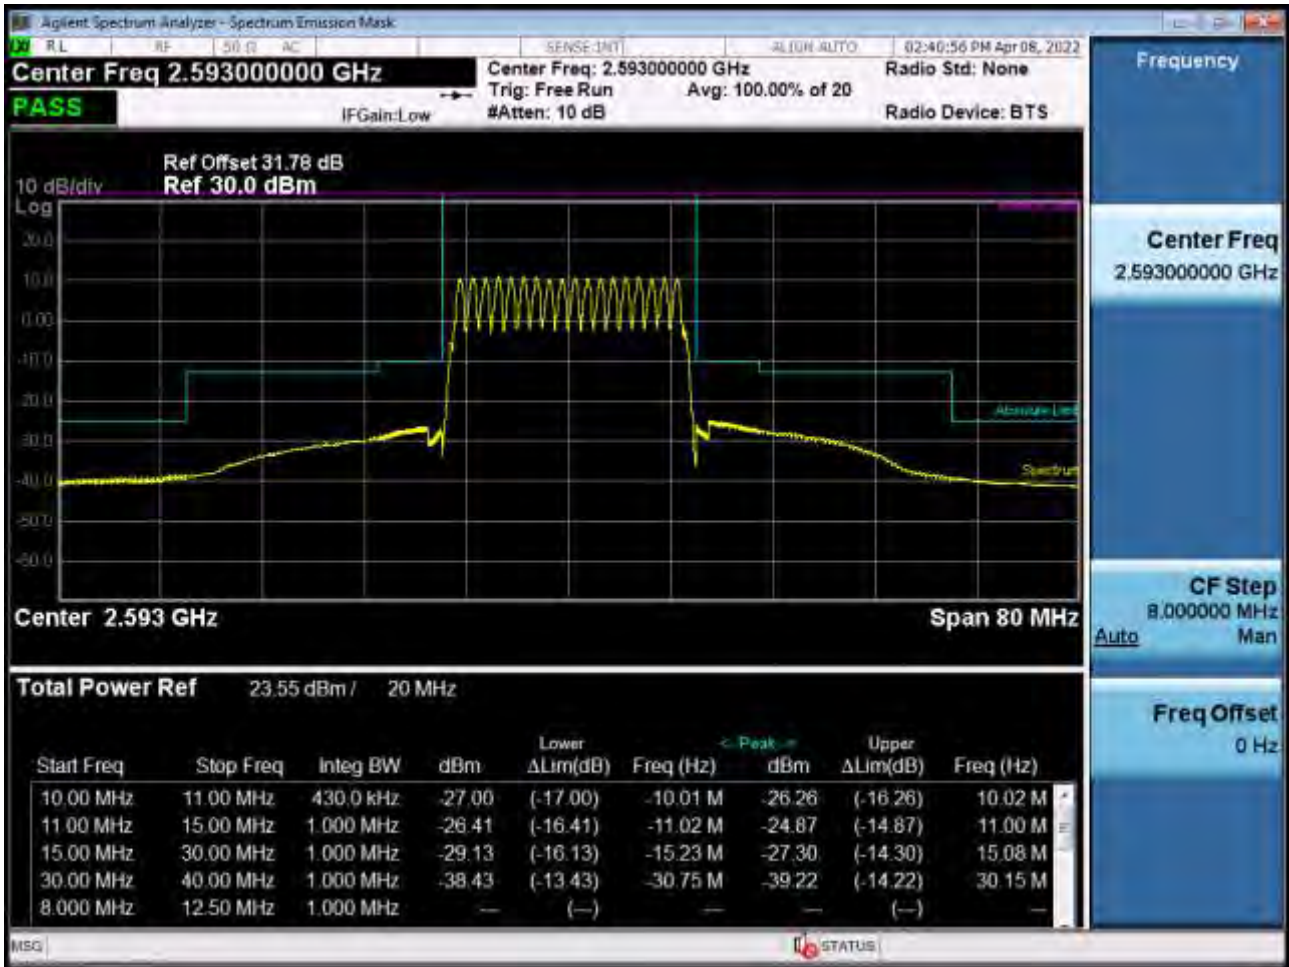 Agilent Spectrum Analyzer - Spectrum Emission Mask
RL RF 50 Ω AC SENSE:INT ALIGN AUTO 02:40:56 PM Apr 08, 2022
Center Freq 2.593000000 GHz
Center Freq: 2.593000000 GHz Radio Std: None
Trig: Free Run Avg: 100.00% of 20
PASS
IFGain:Low #Atten: 10 dB Radio Device: BTS
Ref Offset 31.78 dB
10 dB/div Ref 30.0 dBm
Log
20.0
10.0
0.00
-10.0
-20.0
Absolute Limit
-30.0
Spectrum
-40.0
-50.0
-60.0
Center 2.593 GHz Span 80 MHz
Total Power Ref 23.55 dBm / 20 MHz
Lower <- Peak -> Upper
Start Freq Stop Freq Integ BW dBm ΔLim(dB) Freq (Hz) dBm ΔLim(dB) Freq (Hz)
10.00 MHz 11.00 MHz 430.0 kHz -27.00 (-17.00) -10.01 M -26.26 (-16.26) 10.02 M
11.00 MHz 15.00 MHz 1.000 MHz -26.41 (-16.41) -11.02 M -24.87 (-14.87) 11.00 M
15.00 MHz 30.00 MHz 1.000 MHz -29.13 (-16.13) -15.23 M -27.30 (-14.30) 15.08 M
30.00 MHz 40.00 MHz 1.000 MHz -38.43 (-13.43) -30.75 M -39.22 (-14.22) 30.15 M
8.000 MHz 12.50 MHz 1.000 MHz --- (---) --- --- (---) ---
MSG STATUS
Frequency
Center Freq
2.593000000 GHz
CF Step
8.000000 MHz
Auto Man
Freq Offset
0 Hz